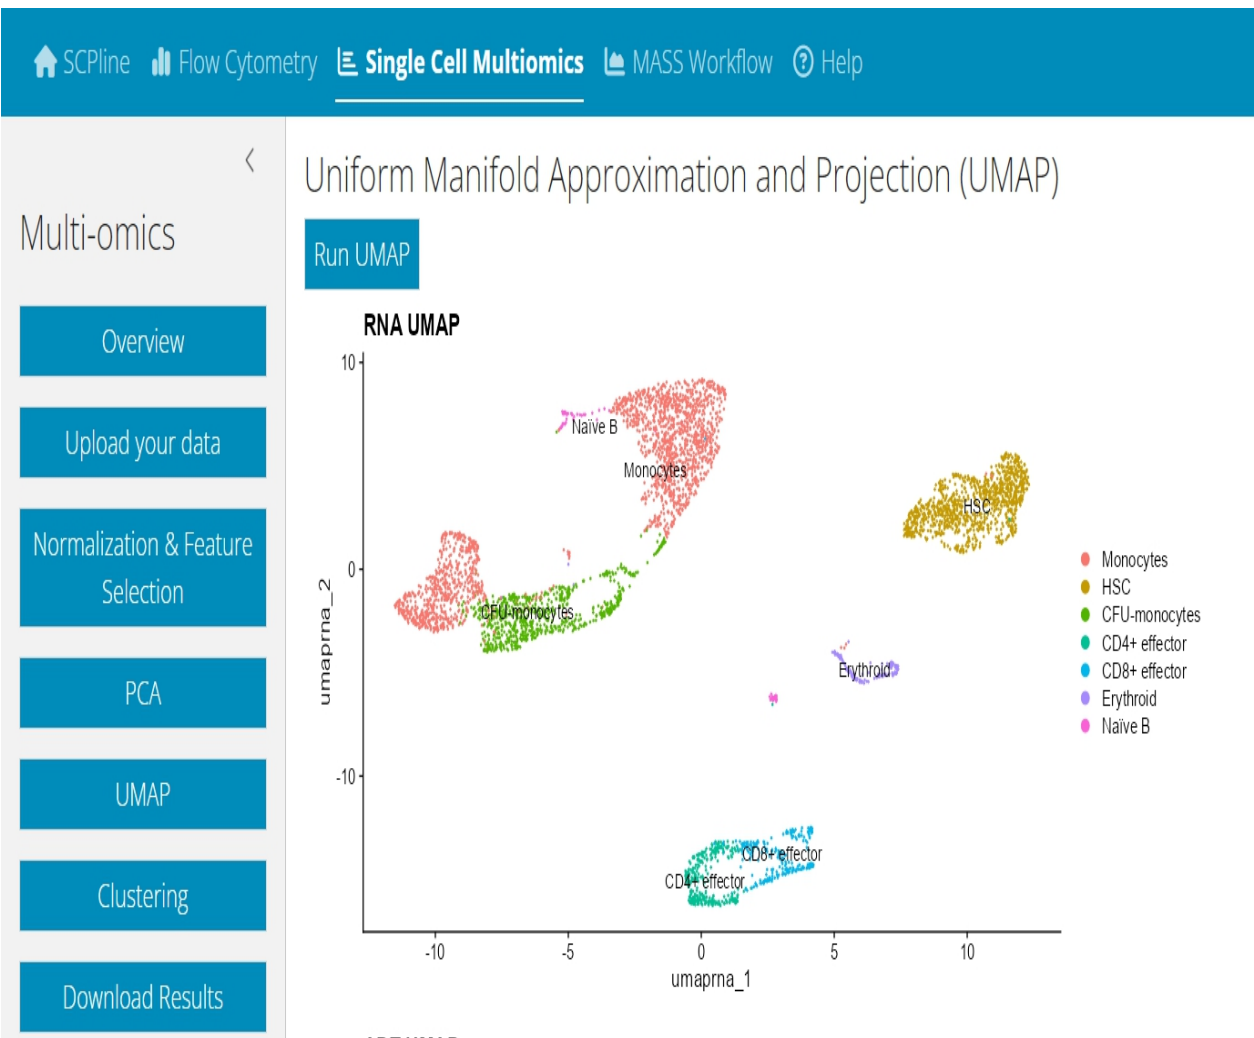 SCPline Flow Cytometry Single Cell Multiomics MASS Workflow Help
Multi-omics
Overview
Upload your data
Normalization & Feature
Selection
PCA
UMAP
Clustering
Download Results
Uniform Manifold Approximation and Projection (UMAP)
Run UMAP
RNA UMAP
10
0
-10
umaprna_2
Naïve B
Monocytes
HSC
CFU-monocytes
Erythroid
CD8+ effector
CD4+ effector
-10 -5 0 5 10
umaprna_1
Monocytes
HSC
CFU-monocytes
CD4+ effector
CD8+ effector
Erythroid
Naïve B